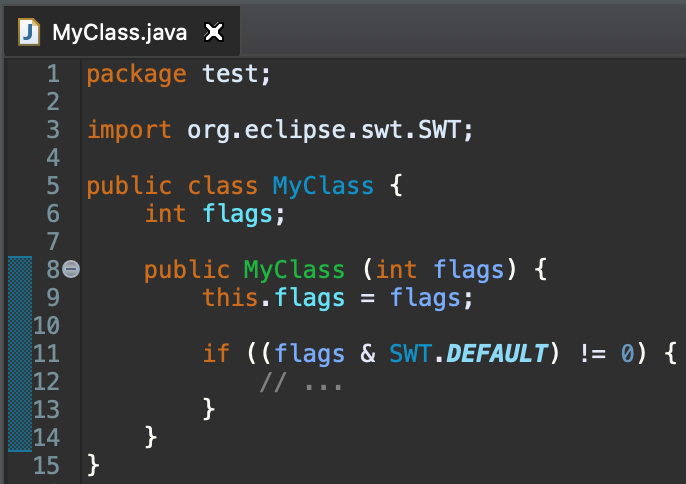 MyClass.java
1 package test;
2
3 import org.eclipse.swt.SWT;
4
5 public class MyClass {
6     int flags;
7
8     public MyClass (int flags) {
9         this.flags = flags;
10
11         if ((flags & SWT.DEFAULT) != 0) {
12             // ...
13         }
14     }
15 }